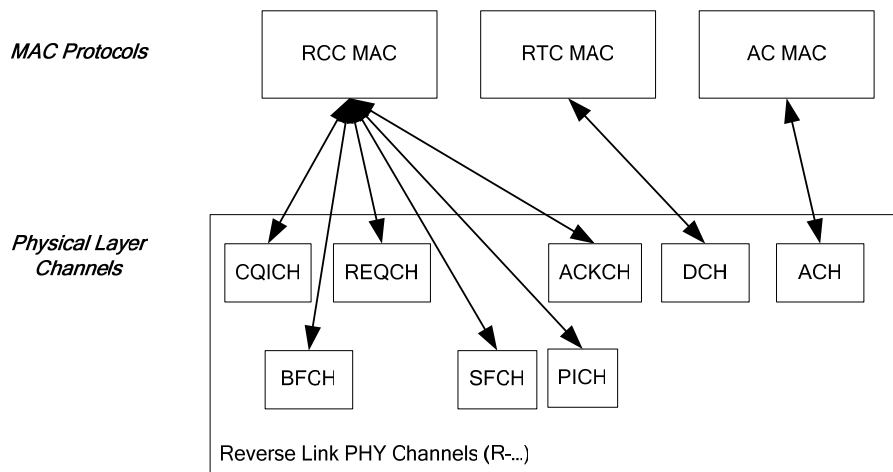 MAC Protocols
RCC MAC
RTC MAC
AC MAC
Physical Layer
Channels
CQICH
REQCH
ACKCH
DCH
ACH
BFCH
SFCH
PICH
Reverse Link PHY Channels (R-...)